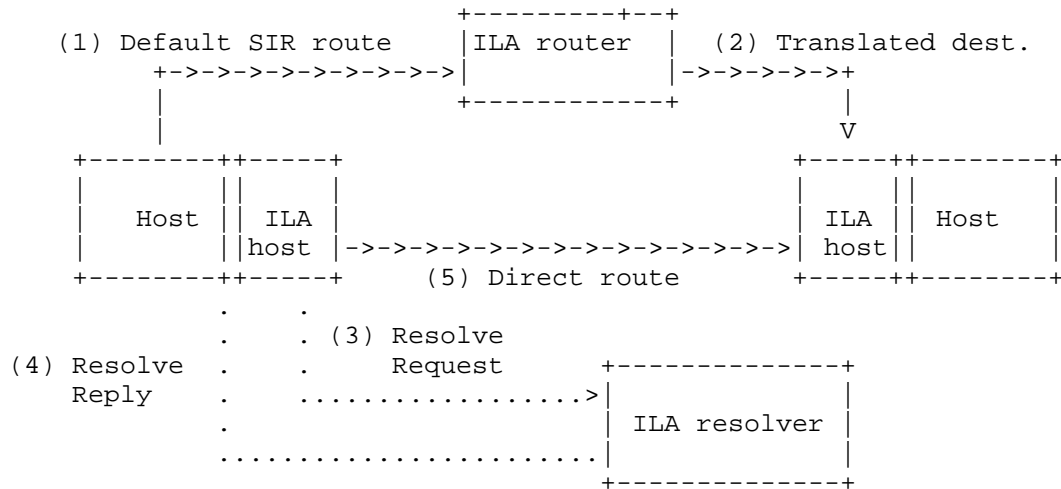 (1) Default SIR route |ILA router | (2) Translated dest.
| Host || ILA | | ILA || Host |
||host | | host||
(5) Direct route
(3) Resolve
(4) Resolve Request
Reply
| ILA resolver |